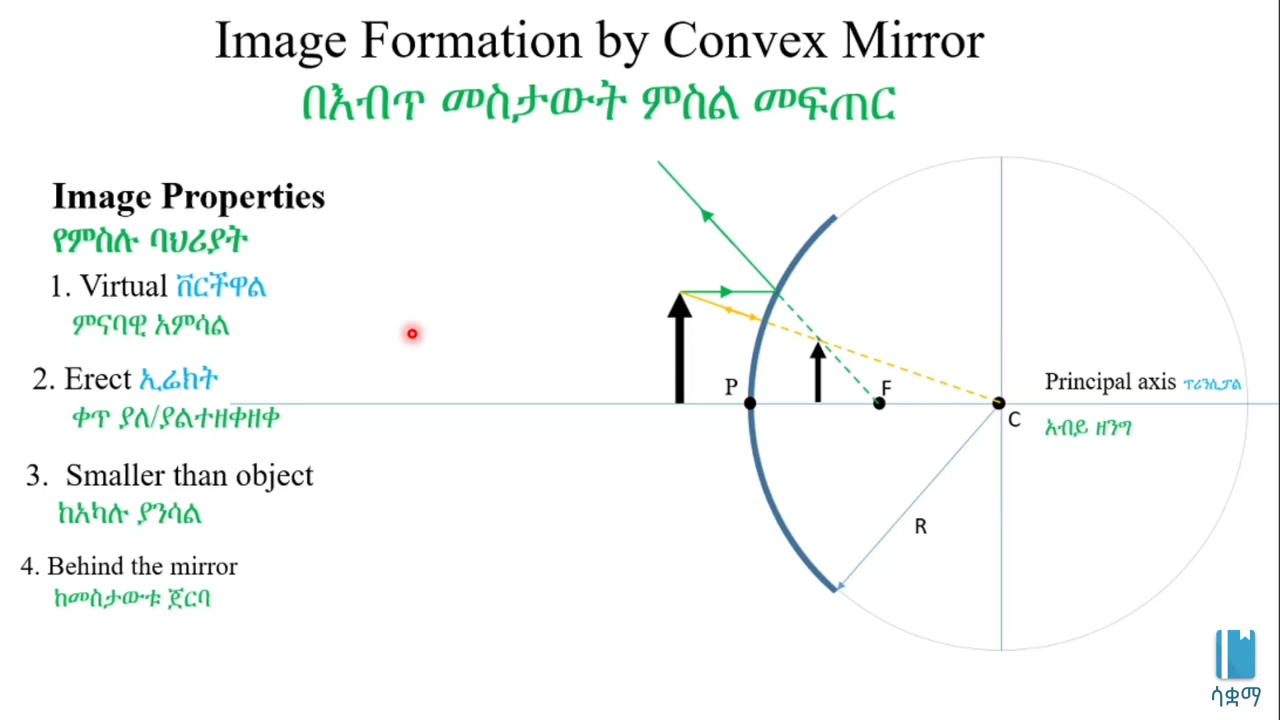 Image Formation by Convex Mirror
በእብጥ መስታውት ምስል መፍጠር
Image Properties
የምስሉ ባህሪያት
1. Virtual ቨርችዋል
ምናባዊ አምሳል
2. Erect ኢሬክት
ቀጥ ያለ/ያልተዘቀዘቀ
3. Smaller than object
ከአካሉ ያንሳል
4. Behind the mirror
ከመስታውቱ ጀርባ
P
F
C
R
Principal axis ፕሪንሲፓል
አብይ ዘንግ
ሳቋማ